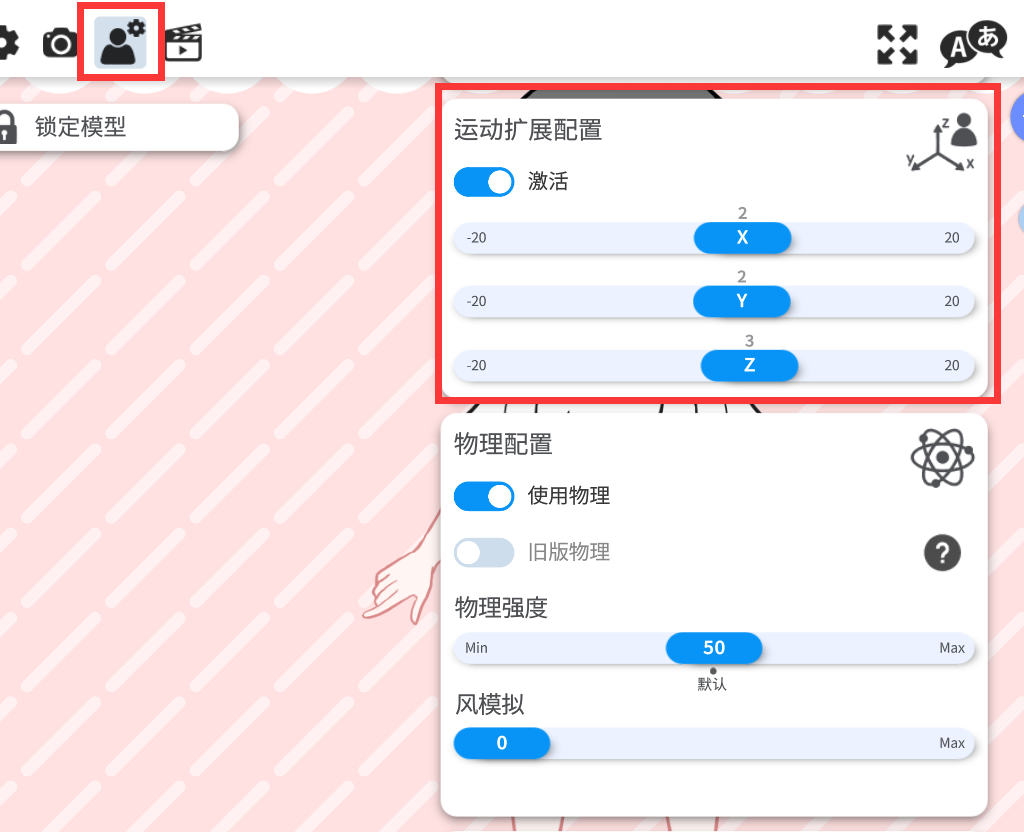 A あ
锁定模型
运动扩展配置
z
y
x
激活
2
-20 X 20
2
-20 Y 20
3
-20 Z 20
物理配置
使用物理
旧版物理
?
物理强度
Min 50 Max
默认
风模拟
0 Max